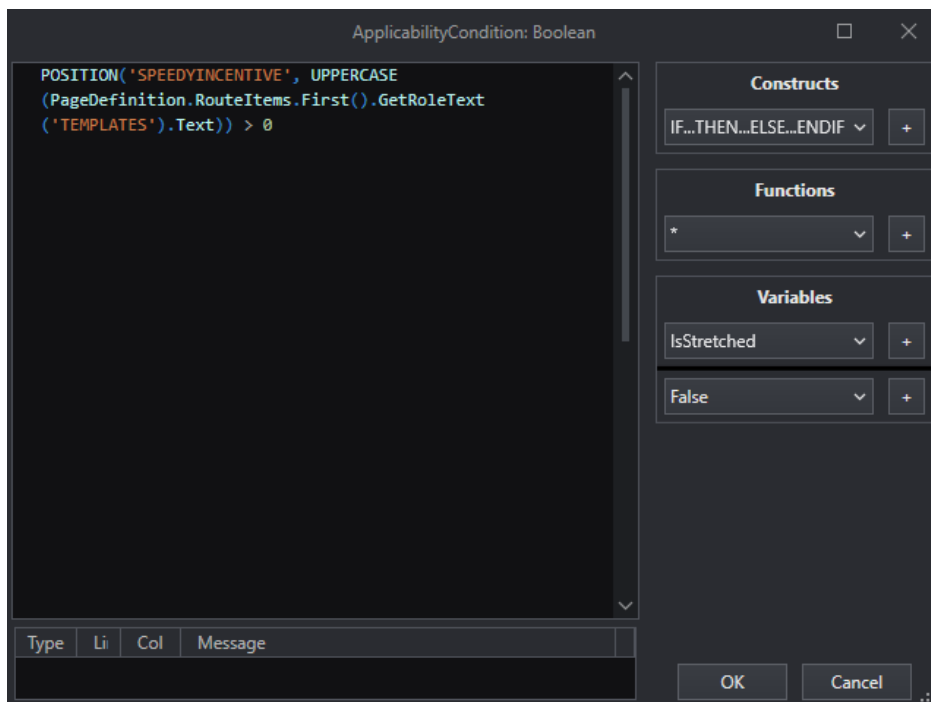 ApplicabilityCondition: Boolean
POSITION('SPEEDYINCENTIVE', UPPERCASE
(PageDefinition.RouteItems.First().GetRoleText
('TEMPLATES').Text)) > 0
Constructs
IF...THEN...ELSE...ENDIF +
Functions
* +
Variables
IsStretched +
False +
Type Li Col Message
OK Cancel